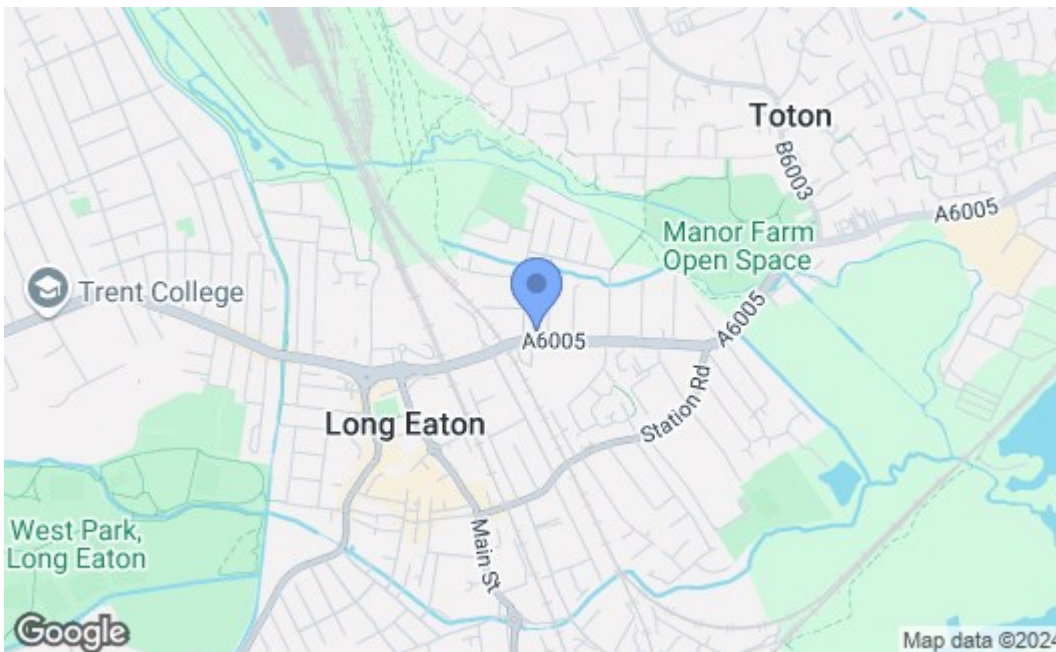 Toton
B6003
A6005
Manor Farm
Open Space
Trent College
A6005
A6005
Station Rd
Long Eaton
West Park,
Long Eaton
Main St
Google
Map data ©2024